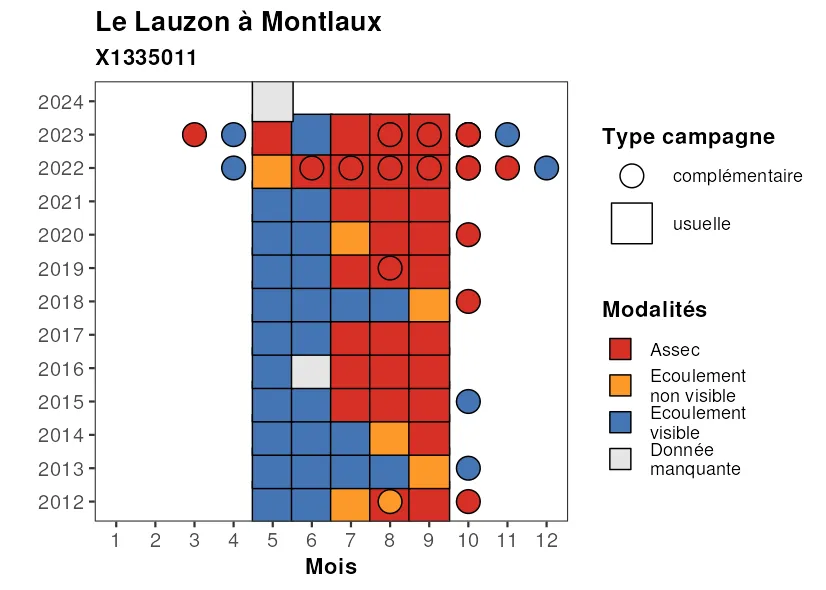 Le Lauzon à Montlaux
X1335011
2024
2023
2022
2021
2020
2019
2018
2017
2016
2015
2014
2013
2012
1 2 3 4 5 6 7 8 9 10 11 12
Mois
Type campagne
complémentaire
usuelle
Modalités
Assec
Ecoulement
non visible
Ecoulement
visible
Donnée
manquante